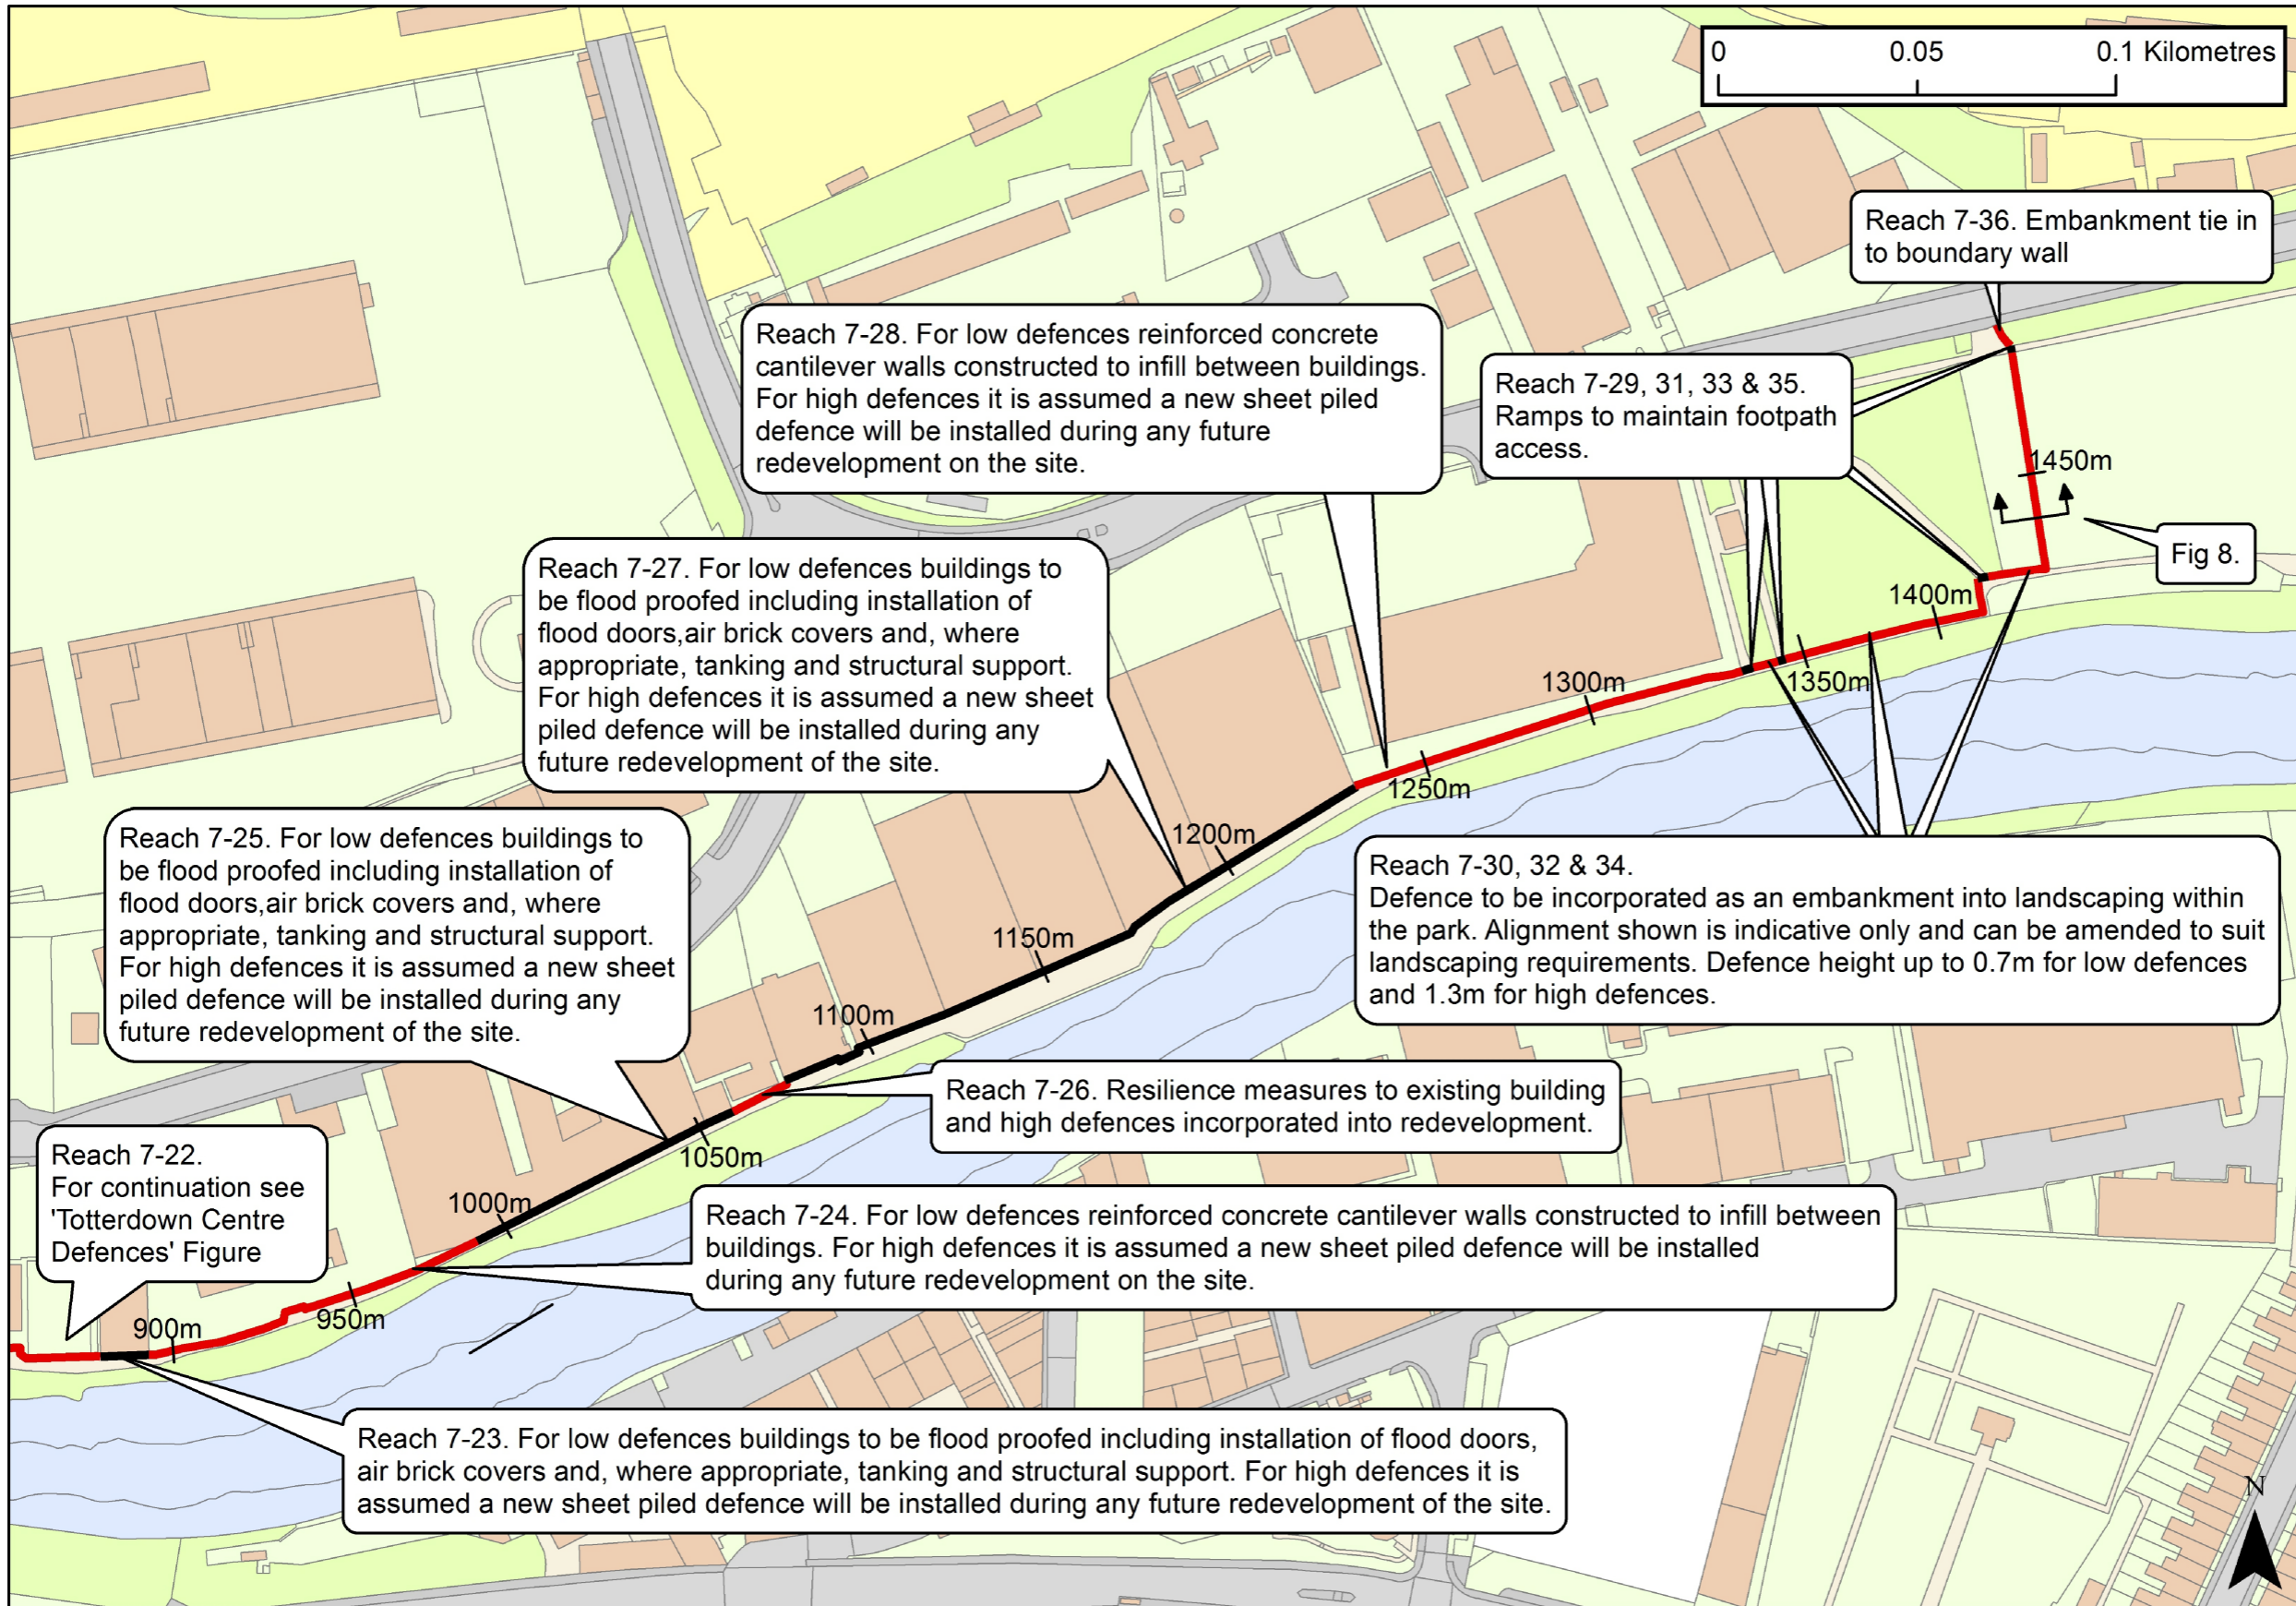 0 0.05 0.1 Kilometres
Reach 7-36. Embankment tie in
to boundary wall
Reach 7-28. For low defences reinforced concrete
cantilever walls constructed to infill between buildings.
For high defences it is assumed a new sheet piled
defence will be installed during any future
redevelopment on the site.
Reach 7-29, 31, 33 & 35.
Ramps to maintain footpath
access.
1450m
Fig 8.
Reach 7-27. For low defences buildings to
be flood proofed including installation of
flood doors,air brick covers and, where
appropriate, tanking and structural support.
For high defences it is assumed a new sheet
piled defence will be installed during any
future redevelopment of the site.
1400m
1350m
1300m
1250m
1200m
1150m
1100m
Reach 7-25. For low defences buildings to
be flood proofed including installation of
flood doors,air brick covers and, where
appropriate, tanking and structural support.
For high defences it is assumed a new sheet
piled defence will be installed during any
future redevelopment of the site.
Reach 7-30, 32 & 34.
Defence to be incorporated as an embankment into landscaping within
the park. Alignment shown is indicative only and can be amended to suit
landscaping requirements. Defence height up to 0.7m for low defences
and 1.3m for high defences.
Reach 7-26. Resilience measures to existing building
and high defences incorporated into redevelopment.
1050m
1000m
Reach 7-22.
For continuation see
'Totterdown Centre
Defences' Figure
Reach 7-24. For low defences reinforced concrete cantilever walls constructed to infill between
buildings. For high defences it is assumed a new sheet piled defence will be installed
during any future redevelopment on the site.
950m
900m
Reach 7-23. For low defences buildings to be flood proofed including installation of flood doors,
air brick covers and, where appropriate, tanking and structural support. For high defences it is
assumed a new sheet piled defence will be installed during any future redevelopment of the site.
N